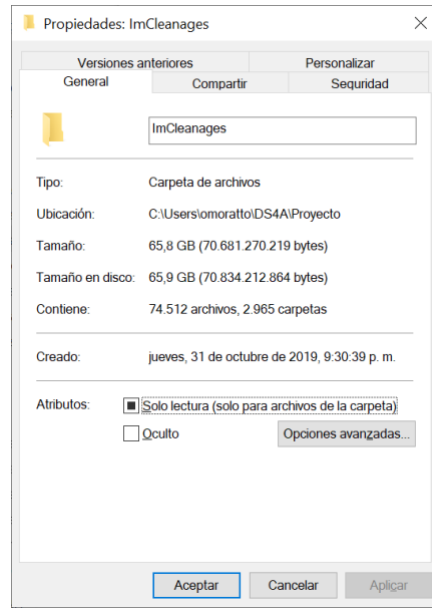 Propiedades: ImCleanages
Versiones anteriores Personalizar
General Compartir Seguridad
ImCleanages
Tipo: Carpeta de archivos
Ubicación: C:\Users\omoratto\DS4A\Proyecto
Tamaño: 65,8 GB (70.681.270.219 bytes)
Tamaño en disco: 65,9 GB (70.834.212.864 bytes)
Contiene: 74.512 archivos, 2.965 carpetas
Creado: jueves, 31 de octubre de 2019, 9:30:39 p. m.
Atributos: Solo lectura (solo para archivos de la carpeta)
Oculto Opciones avanzadas...
Aceptar Cancelar Aplicar